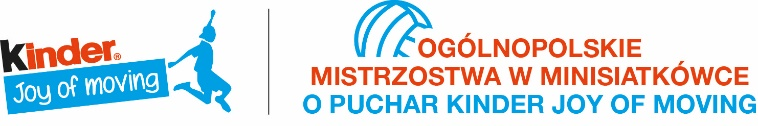 Kinder®
Joy of moving
OGÓLNOPOLSKIE
MISTRZOSTWA W MINISIATKÓWCE
O PUCHAR KINDER JOY OF MOVING